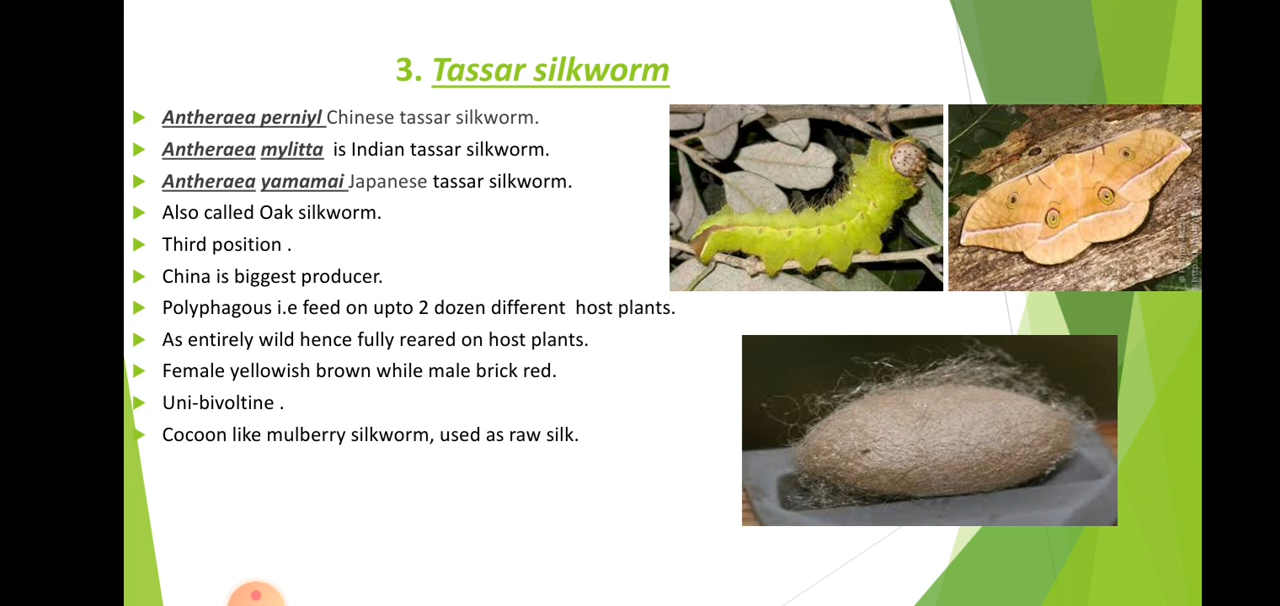 3. Tassar silkworm
Antheraea perniyl Chinese tassar silkworm.
Antheraea mylitta is Indian tassar silkworm.
Antheraea yamamai Japanese tassar silkworm.
Also called Oak silkworm.
Third position .
China is biggest producer.
Polyphagous i.e feed on upto 2 dozen different host plants.
As entirely wild hence fully reared on host plants.
Female yellowish brown while male brick red.
Uni-bivoltine .
Cocoon like mulberry silkworm, used as raw silk.